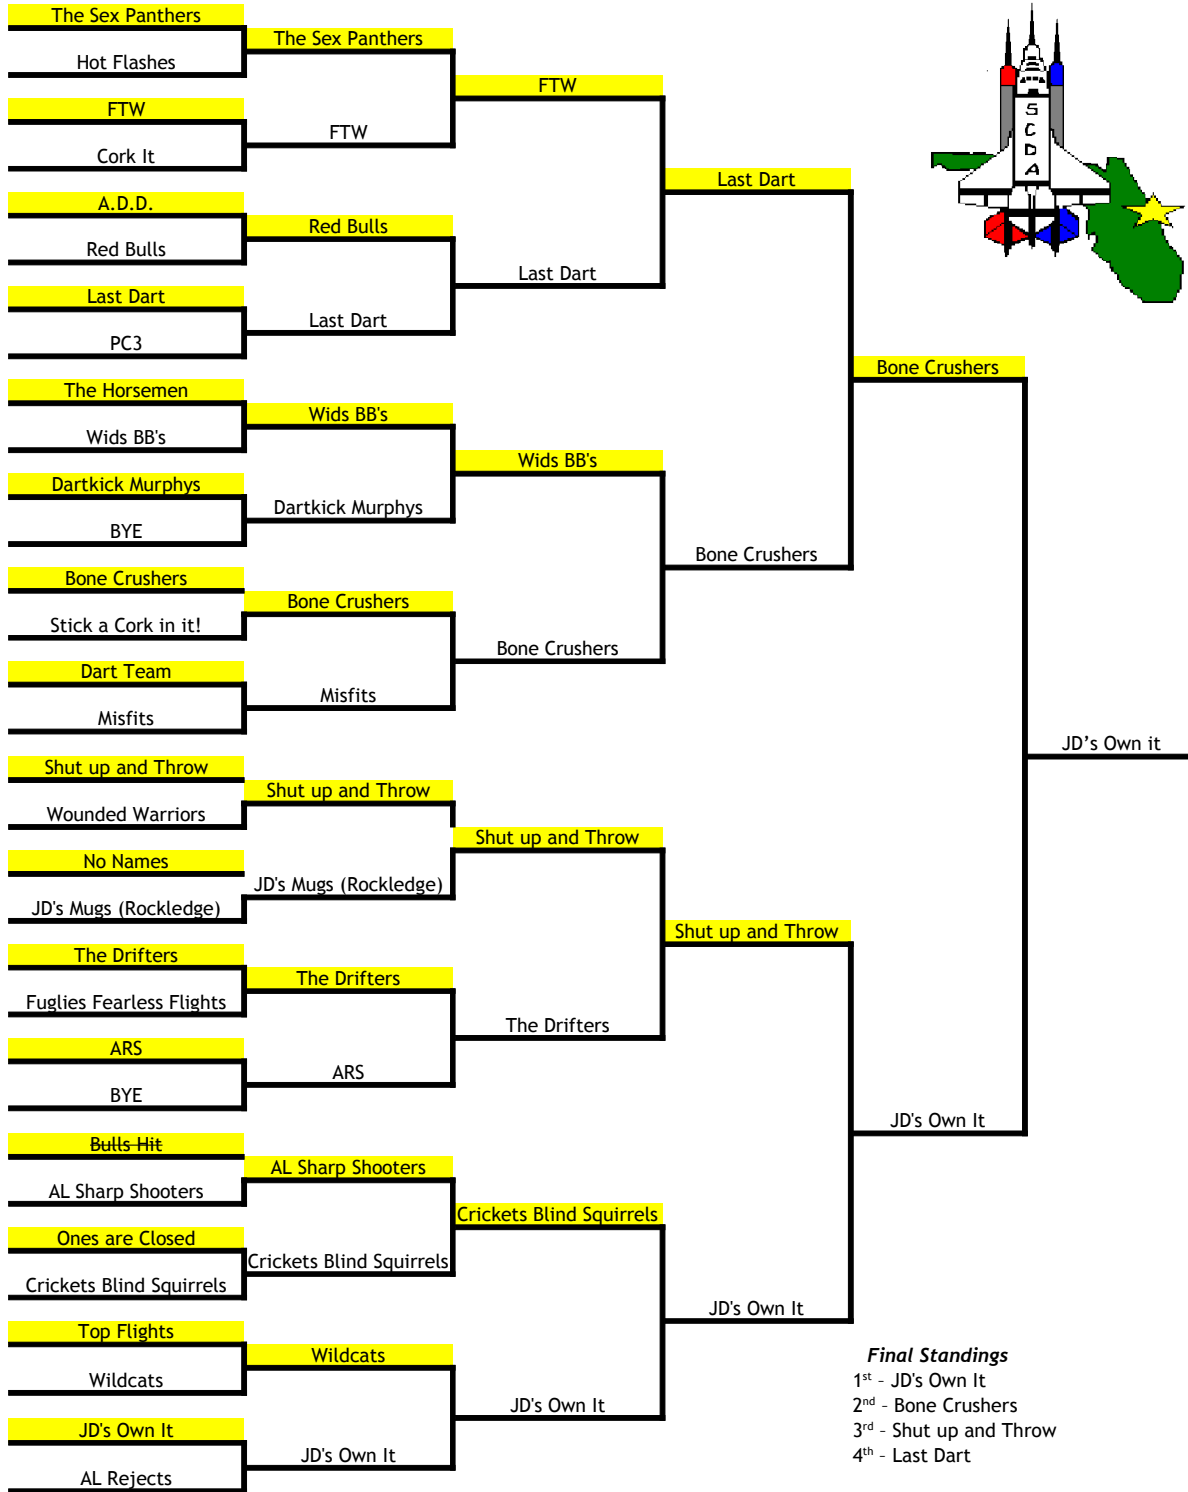 The Sex Panthers
Hot Flashes
FTW
Cork It
A.D.D.
Red Bulls
Last Dart
PC3
The Horsemen
Wids BB's
Dartkick Murphys
BYE
Bone Crushers
Stick a Cork in it!
Dart Team
Misfits
Shut up and Throw
Wounded Warriors
No Names
JD's Mugs (Rockledge)
The Drifters
Fuglies Fearless Flights
ARS
BYE
Bulls Hit
AL Sharp Shooters
Ones are Closed
Crickets Blind Squirrels
Top Flights
Wildcats
JD's Own It
AL Rejects
The Sex Panthers
FTW
Red Bulls
Last Dart
Wids BB's
Dartkick Murphys
Bone Crushers
Misfits
Shut up and Throw
JD's Mugs (Rockledge)
The Drifters
ARS
AL Sharp Shooters
Crickets Blind Squirrels
Wildcats
JD's Own It
FTW
Last Dart
Wids BB's
Bone Crushers
Shut up and Throw
The Drifters
Crickets Blind Squirrels
JD's Own It
Last Dart
Bone Crushers
Shut up and Throw
JD's Own It
Bone Crushers
JD's Own It
JD’s Own it
S
C
D
A
Final Standings
1st - JD's Own It
2nd - Bone Crushers
3rd - Shut up and Throw
4th - Last Dart